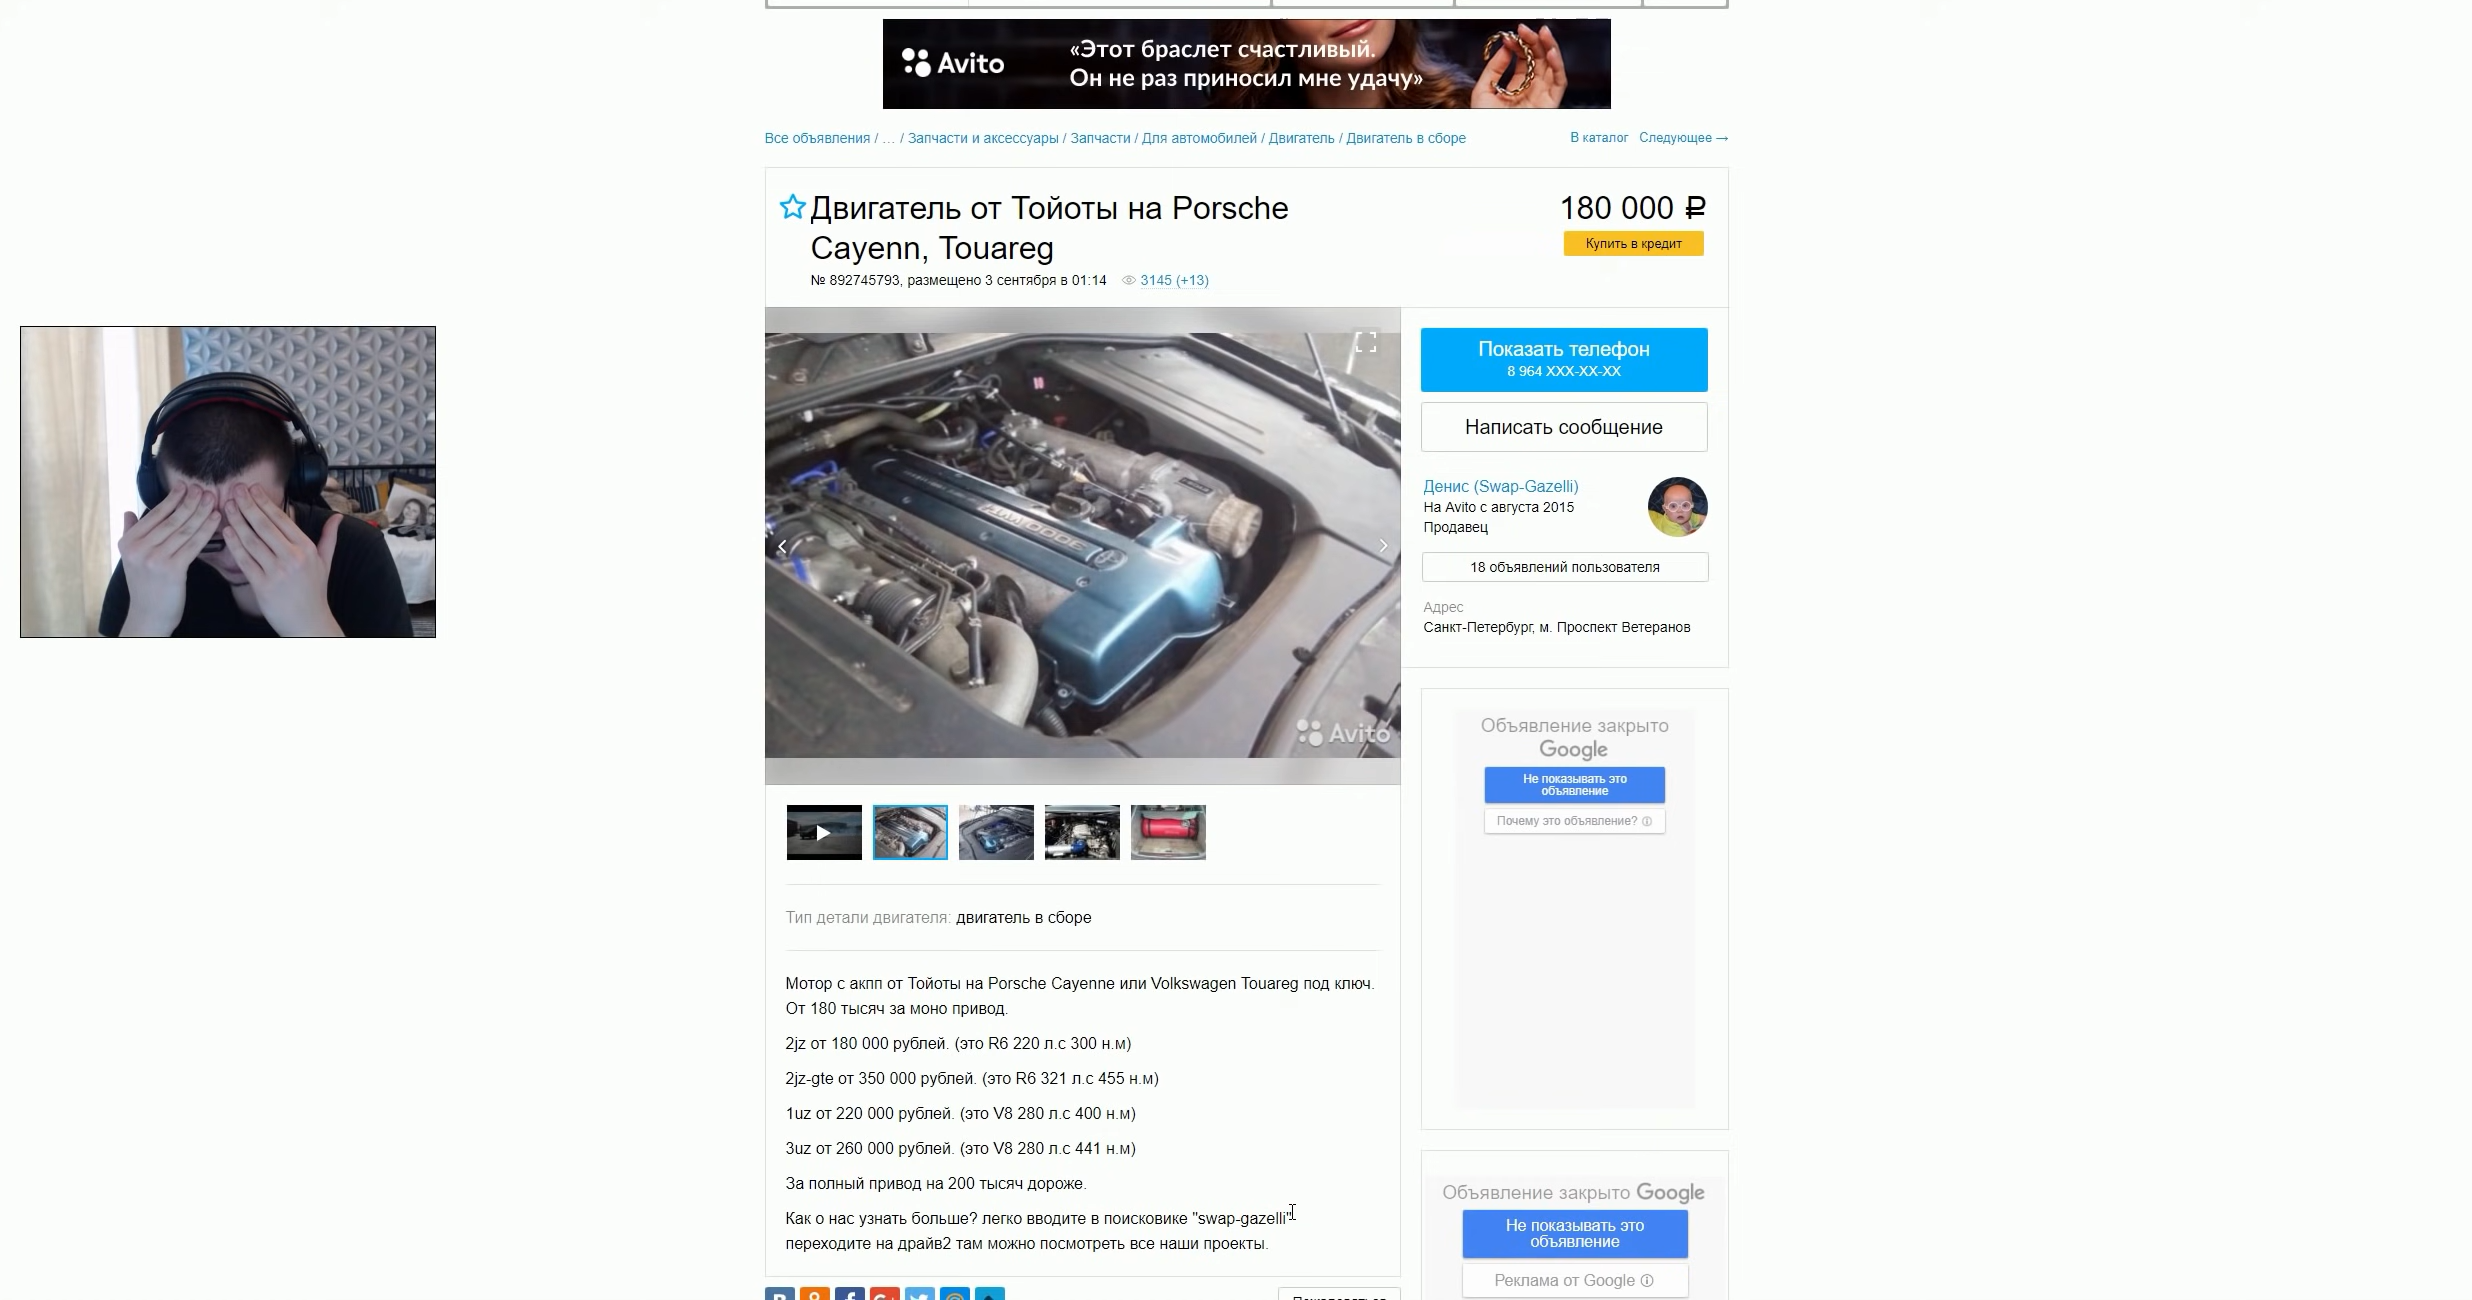 Avito
«Этот браслет счастливый.
Он не раз приносил мне удачу»
Все объявления / ... / Запчасти и аксессуары / Запчасти / Для автомобилей / Двигатель / Двигатель в сборе
В каталог Следующее →
Двигатель от Тойоты на Porsche
Cayenn, Touareg
180 000 ₽
Купить в кредит
№ 892745793, размещено 3 сентября в 01:14 3145 (+13)
Показать телефон
8 964 XXX-XX-XX
Написать сообщение
Денис (Swap-Gazelli)
На Avito с августа 2015
Продавец
18 объявлений пользователя
Адрес
Санкт-Петербург, м. Проспект Ветеранов
3000
Avito
Объявление закрыто
Google
Не показывать это
объявление
Почему это объявление?
Тип детали двигателя: двигатель в сборе
Мотор с акпп от Тойоты на Porsche Cayenne или Volkswagen Touareg под ключ.
От 180 тысяч за моно привод.
2jz от 180 000 рублей. (это R6 220 л.с 300 н.м)
2jz-gte от 350 000 рублей. (это R6 321 л.с 455 н.м)
1uz от 220 000 рублей. (это V8 280 л.с 400 н.м)
3uz от 260 000 рублей. (это V8 280 л.с 441 н.м)
За полный привод на 200 тысяч дороже.
Как о нас узнать больше? легко вводите в поисковике "swap-gazelli"
переходите на драйв2 там можно посмотреть все наши проекты.
Объявление закрыто Google
Не показывать это
объявление
Реклама от Google